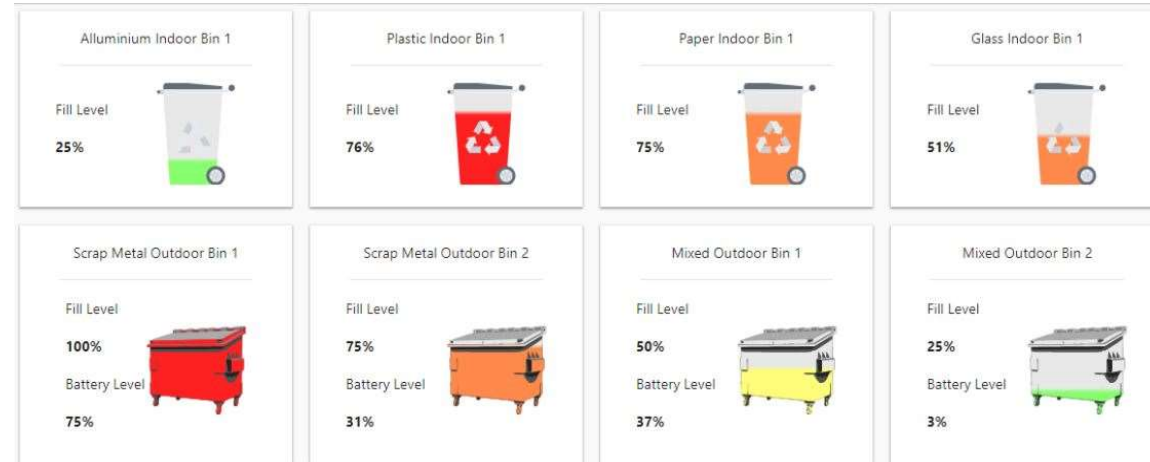 Alluminium Indoor Bin 1
Fill Level
25%
Plastic Indoor Bin 1
Fill Level
76%
Paper Indoor Bin 1
Fill Level
75%
Glass Indoor Bin 1
Fill Level
51%
Scrap Metal Outdoor Bin 1
Fill Level
100%
Battery Level
75%
Scrap Metal Outdoor Bin 2
Fill Level
75%
Battery Level
31%
Mixed Outdoor Bin 1
Fill Level
50%
Battery Level
37%
Mixed Outdoor Bin 2
Fill Level
25%
Battery Level
3%